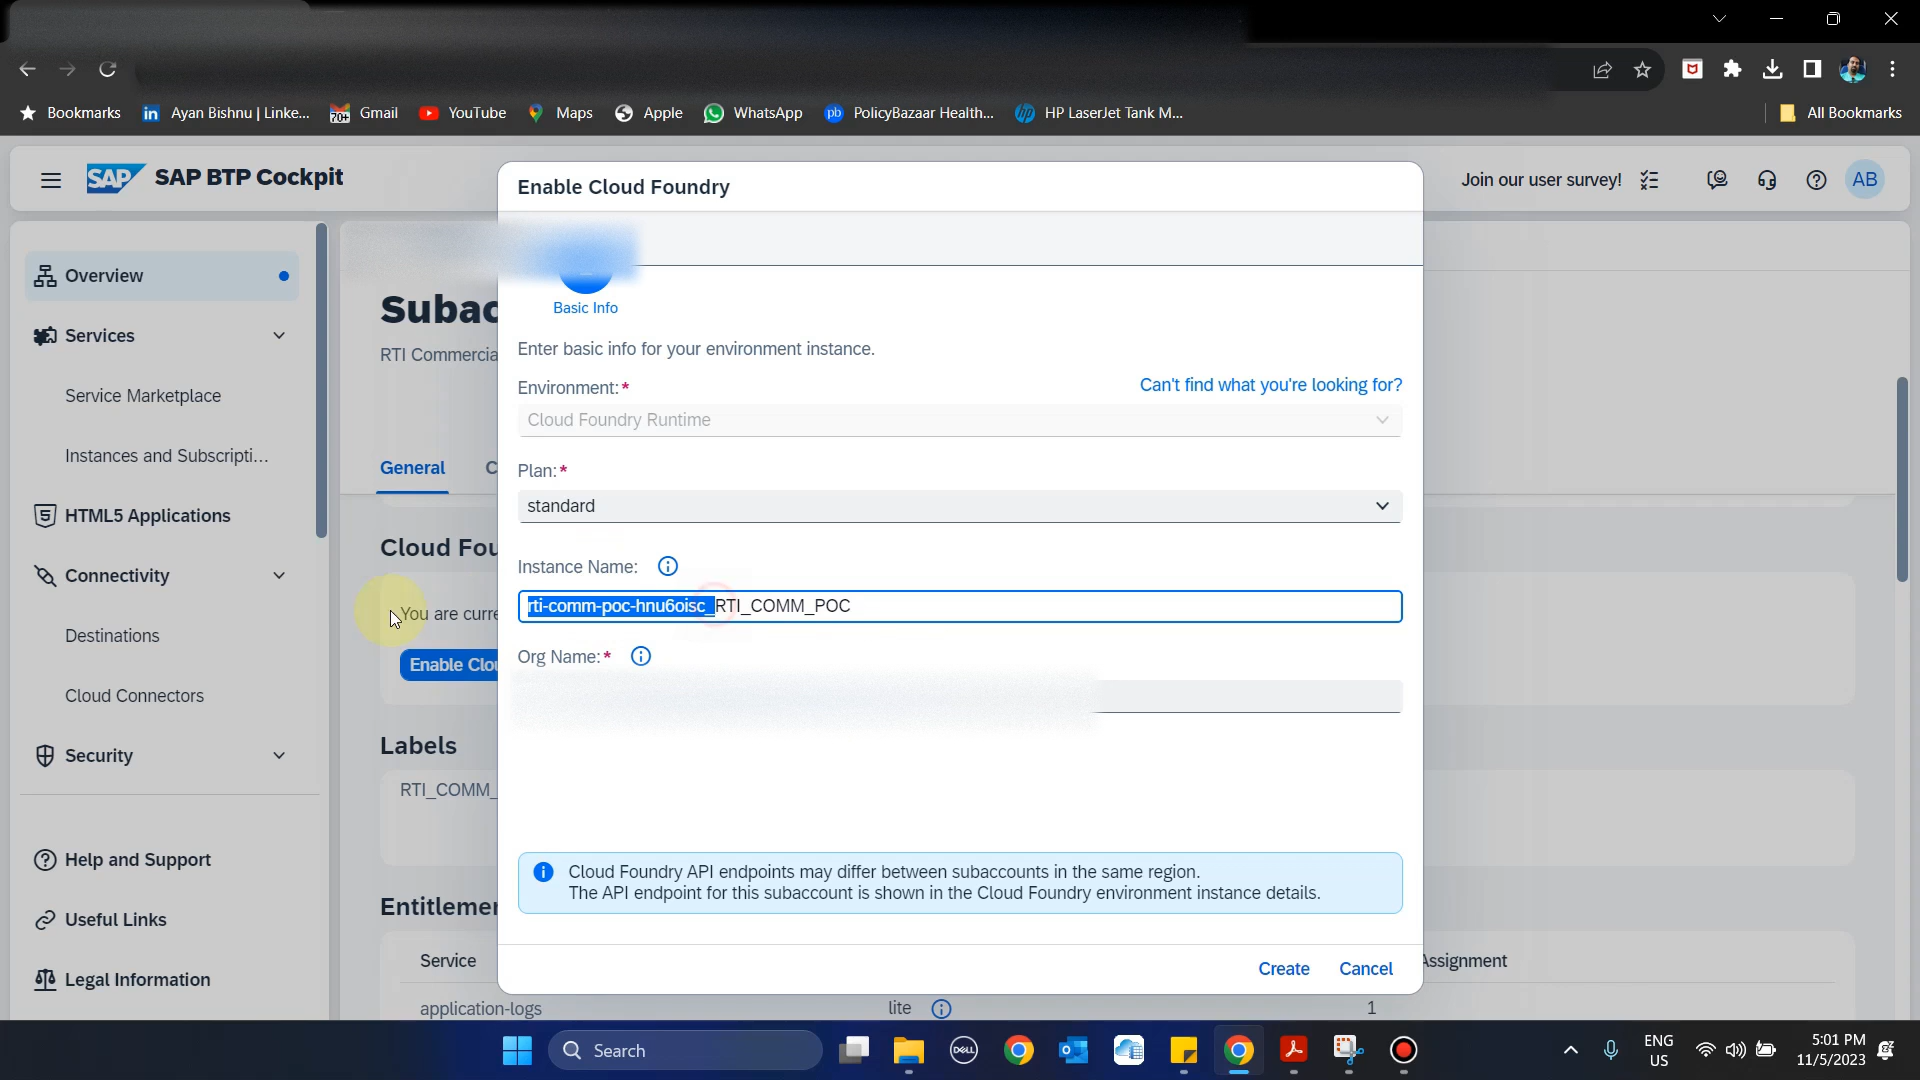 Bookmarks
Ayan Bishnu | Linke...
70+
Gmail
YouTube
Maps
Apple
WhatsApp
pb
PolicyBazaar Health...
hp
HP LaserJet Tank M...
All Bookmarks
SAP
SAP BTP Cockpit
Join our user survey!
AB
Overview
Services
Service Marketplace
Instances and Subscripti...
HTML5 Applications
Connectivity
Destinations
Cloud Connectors
Security
Help and Support
Useful Links
Legal Information
Subac
RTI Commercia
General
C
Cloud Fou
You are curre
Enable Clou
Labels
RTI_COMM_
Entitlemen
Service
Assignment
application-logs
lite
1
Enable Cloud Foundry
Basic Info
Enter basic info for your environment instance.
Environment:*
Can't find what you're looking for?
Cloud Foundry Runtime
Plan:*
standard
Instance Name:
rti-comm-poc-hnu6oisc_RTI_COMM_POC
Org Name:*
Cloud Foundry API endpoints may differ between subaccounts in the same region.
The API endpoint for this subaccount is shown in the Cloud Foundry environment instance details.
Create
Cancel
Search
DELL
ENG
US
5:01 PM
11/5/2023